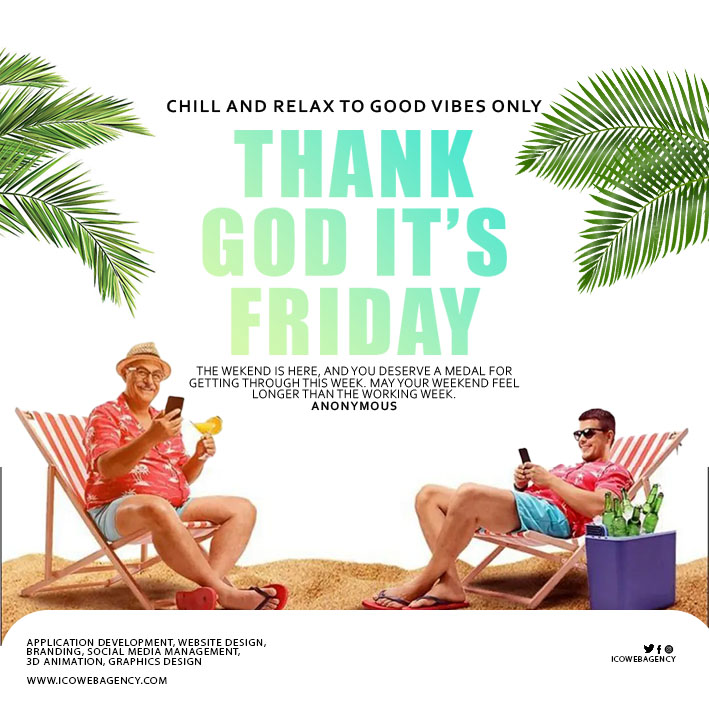 CHILL AND RELAX TO GOOD VIBES ONLY
THANK
GOD IT'S
FRIDAY
THE WEKEND IS HERE, AND YOU DESERVE A MEDAL FOR
GETTING THROUGH THIS WEEK. MAY YOUR WEEKEND FEEL
LONGER THAN THE WORKING WEEK.
ANONYMOUS
APPLICATION DEVELOPMENT, WEBSITE DESIGN,
BRANDING, SOCIAL MEDIA MANAGEMENT,
3D ANIMATION, GRAPHICS DESIGN
WWW.ICOWEBAGENCY.COM
ICOWEBAGENCY